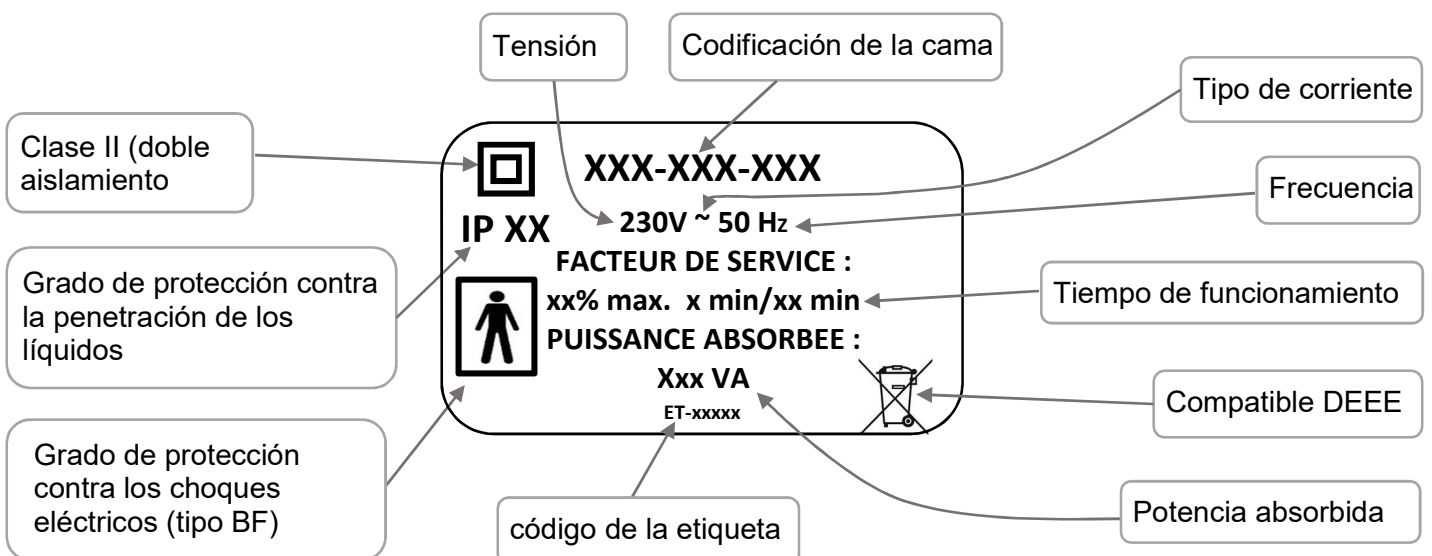 Tensión
Codificación de la cama
Tipo de corriente
Clase II (doble
aislamiento
Frecuencia
Grado de protección contra
la penetración de los
líquidos
Tiempo de funcionamiento
Grado de protección
contra los choques
eléctricos (tipo BF)
Compatible DEEE
código de la etiqueta
Potencia absorbida
XXX-XXX-XXX
IP XX
230V ~ 50 Hz
FACTEUR DE SERVICE :
xx% max. x min/xx min
PUISSANCE ABSORBEE :
Xxx VA
ET-xxxxx